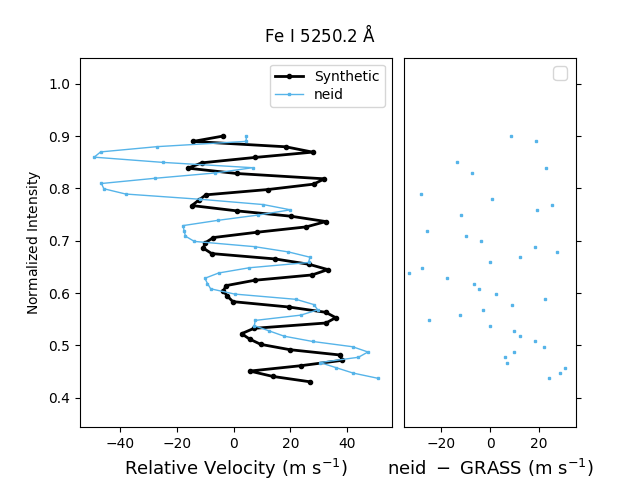 Fe I 5250.2 Å
Synthetic
neid
1.0
0.9
0.8
0.7
0.6
0.5
0.4
Normalized Intensity
−40 −20 0 20 40
−20 0 20
Relative Velocity (m s⁻¹)
neid − GRASS (m s⁻¹)